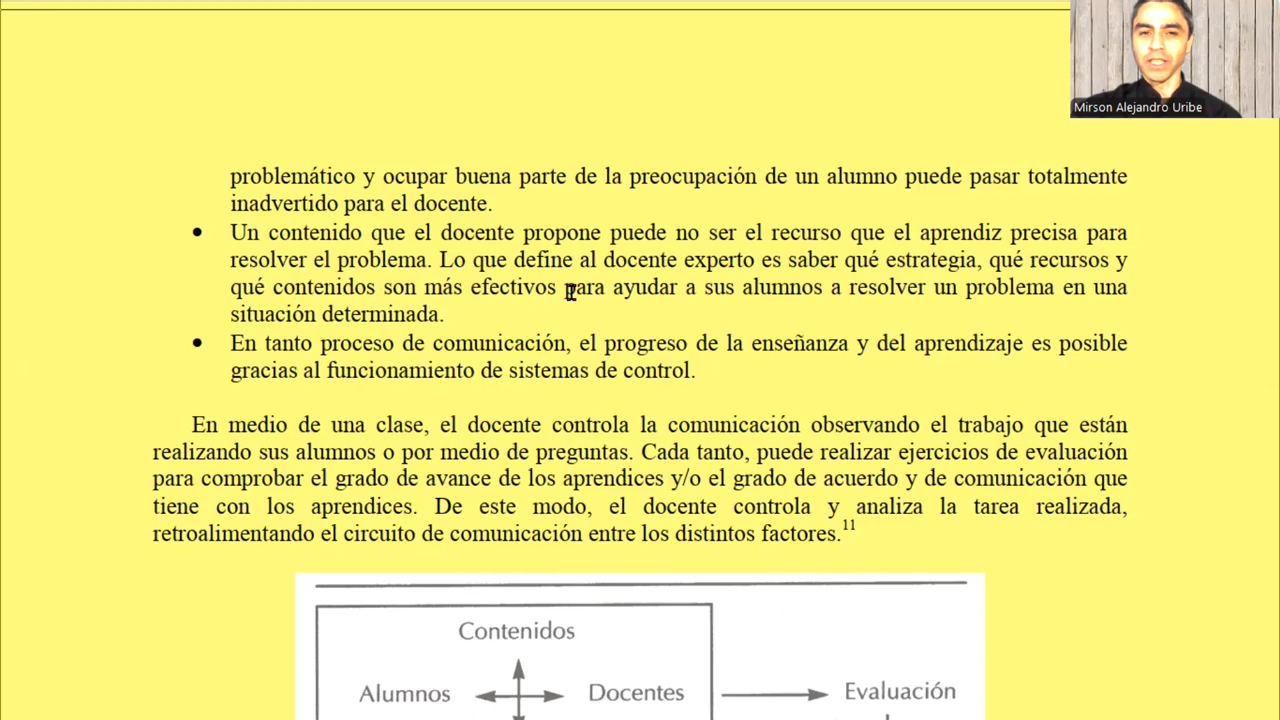 Mirson Alejandro Uribe
problemático y ocupar buena parte de la preocupación de un alumno puede pasar totalmente
inadvertido para el docente.
• Un contenido que el docente propone puede no ser el recurso que el aprendiz precisa para
resolver el problema. Lo que define al docente experto es saber qué estrategia, qué recursos y
qué contenidos son más efectivos para ayudar a sus alumnos a resolver un problema en una
situación determinada.
• En tanto proceso de comunicación, el progreso de la enseñanza y del aprendizaje es posible
gracias al funcionamiento de sistemas de control.
En medio de una clase, el docente controla la comunicación observando el trabajo que están
realizando sus alumnos o por medio de preguntas. Cada tanto, puede realizar ejercicios de evaluación
para comprobar el grado de avance de los aprendices y/o el grado de acuerdo y de comunicación que
tiene con los aprendices. De este modo, el docente controla y analiza la tarea realizada,
retroalimentando el circuito de comunicación entre los distintos factores.11
Contenidos
Alumnos Docentes Evaluación